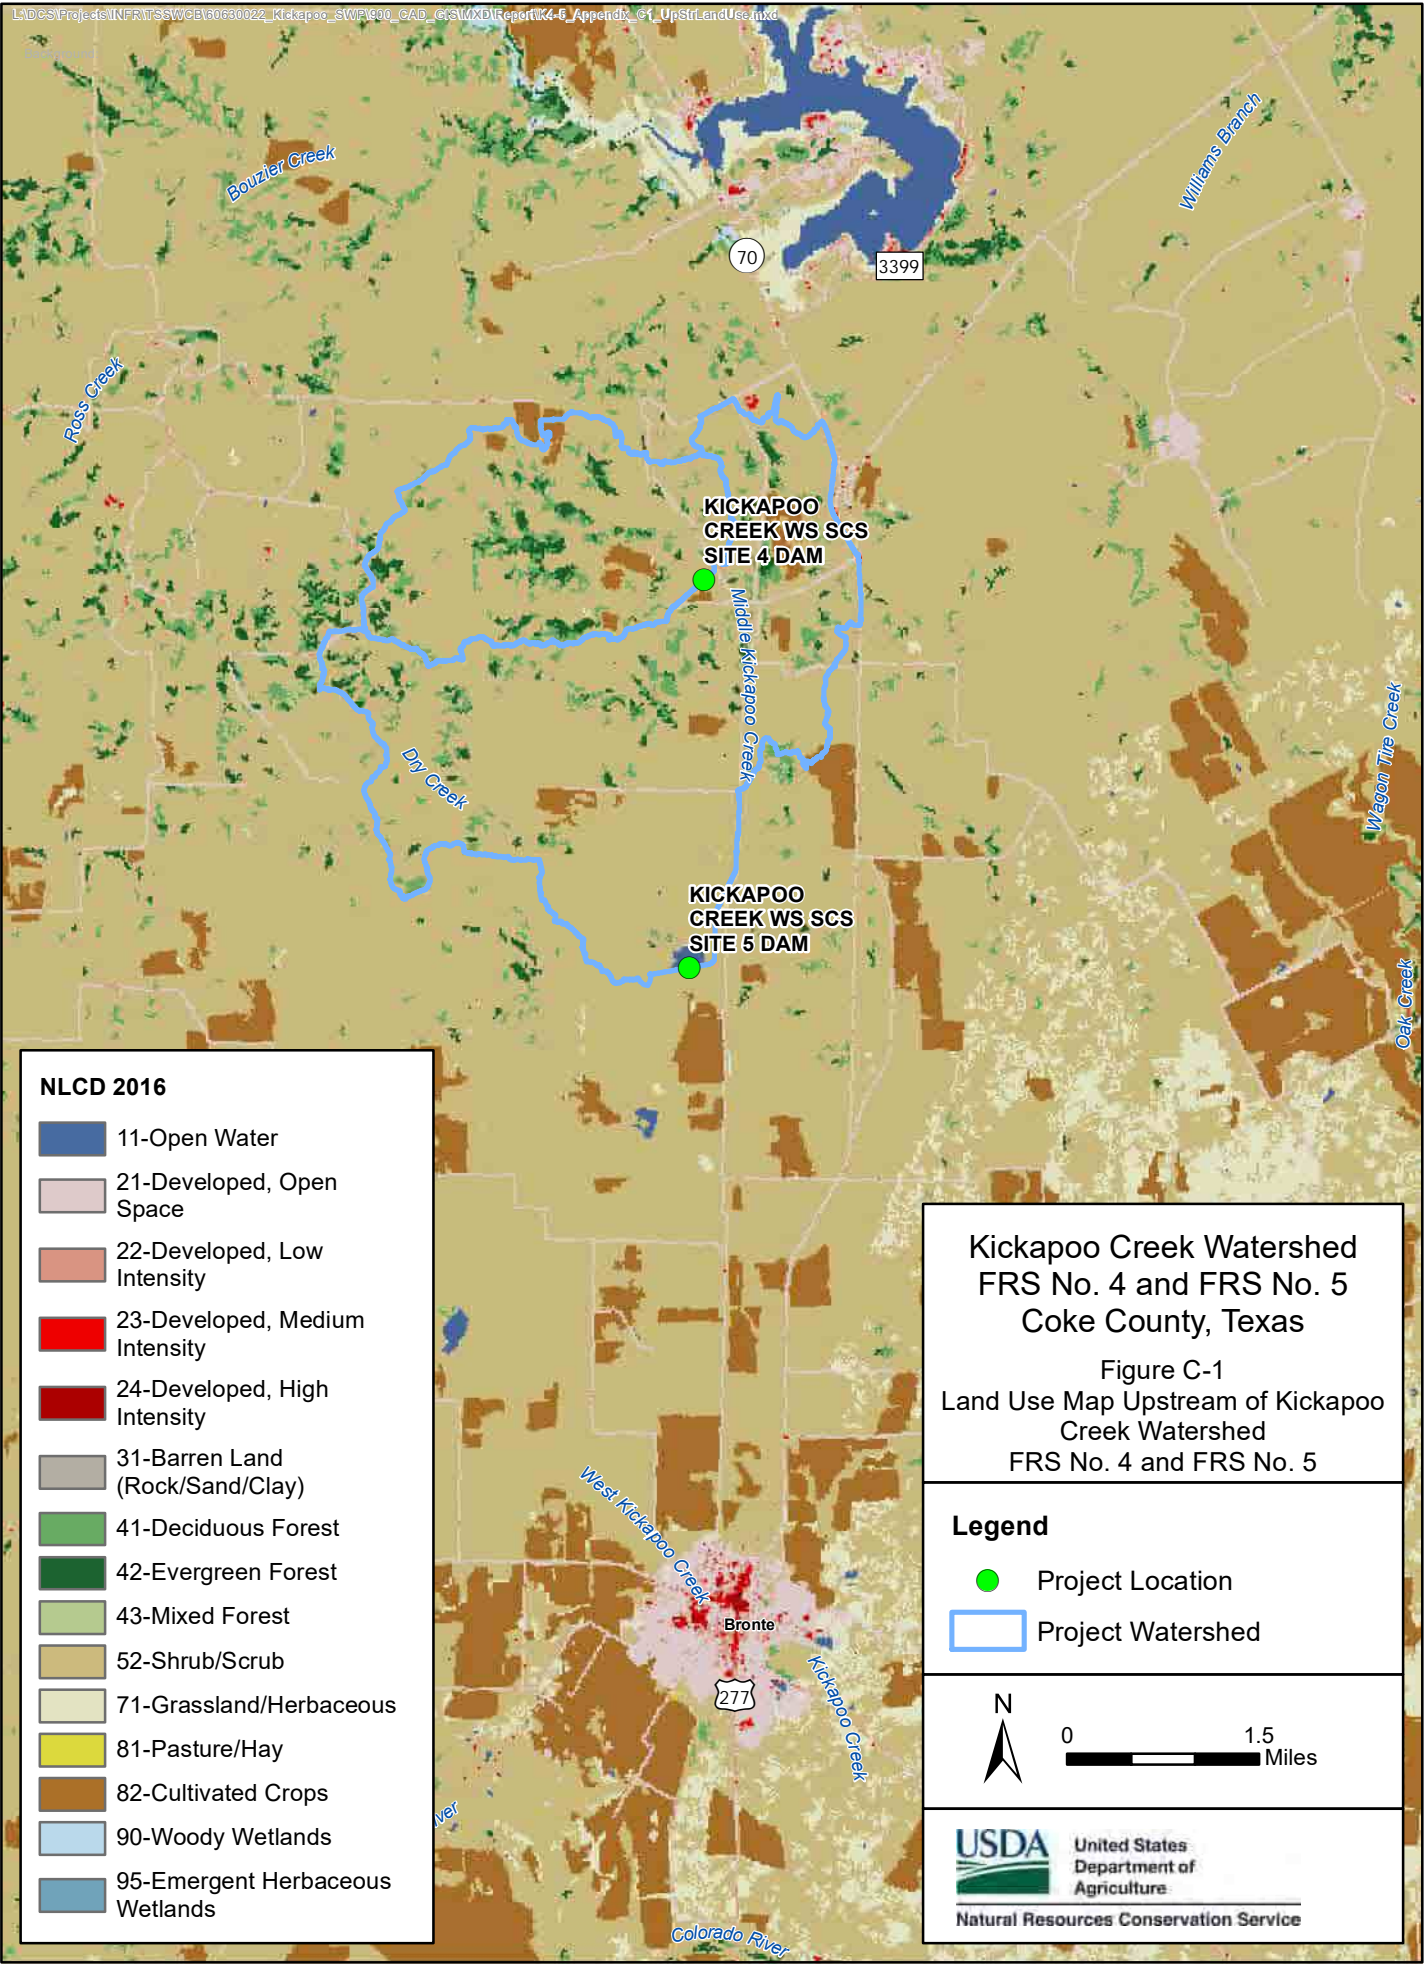 L:\DCS\Projects\INFR\TSSWCB\60630022_Kickapoo_SWP\900_CAD_GIS\MXD\Report\K4-5_Appendix_C1_UpStrLandUse.mxd
Bouzier Creek
Williams Branch
70
3399
Ross Creek
KICKAPOO
CREEK WS SCS
SITE 4 DAM
Middle Kickapoo Creek
Dry Creek
Wagon Tire Creek
KICKAPOO
CREEK WS SCS
SITE 5 DAM
Oak Creek
NLCD 2016
11-Open Water
21-Developed, Open
Space
22-Developed, Low
Intensity
23-Developed, Medium
Intensity
24-Developed, High
Intensity
31-Barren Land
(Rock/Sand/Clay)
41-Deciduous Forest
42-Evergreen Forest
43-Mixed Forest
52-Shrub/Scrub
71-Grassland/Herbaceous
81-Pasture/Hay
82-Cultivated Crops
90-Woody Wetlands
95-Emergent Herbaceous
Wetlands
West Kickapoo Creek
Bronte
277
Kickapoo Creek
iver
Colorado River
Kickapoo Creek Watershed
FRS No. 4 and FRS No. 5
Coke County, Texas
Figure C-1
Land Use Map Upstream of Kickapoo
Creek Watershed
FRS No. 4 and FRS No. 5
Legend
Project Location
Project Watershed
N
0 1.5
Miles
USDA
United States
Department of
Agriculture
Natural Resources Conservation Service